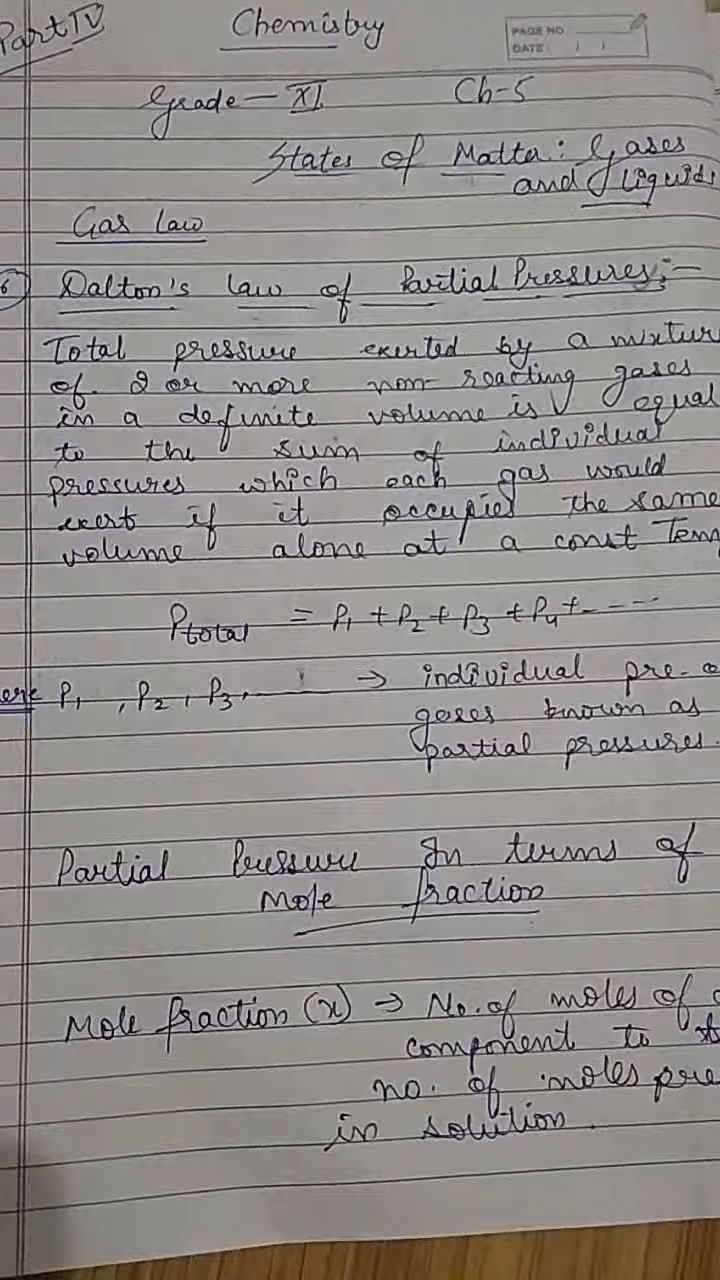 Part IV
Chemistry
PAGE NO
DATE
Grade - XI Ch-5
States of Matter: Gases
and Liquids
Gas law
6 Dalton's law of Partial Pressures:-
Total pressure exerted by a mixtur
of 2 or more non-reacting gases
in a definite volume is equal
to the sum of individual
pressures which each gas would
exert if it occupied the same
volume alone at a const Tem
Ptotal = P1 + P2 + P3 + P4 + -----
ere P1, P2, P3, → individual pre- o
gases known as
partial pressures.
Partial Pressure In terms of
Mole fraction
Mole fraction (x) → No. of moles of
component to
no. of moles pre
in solution.